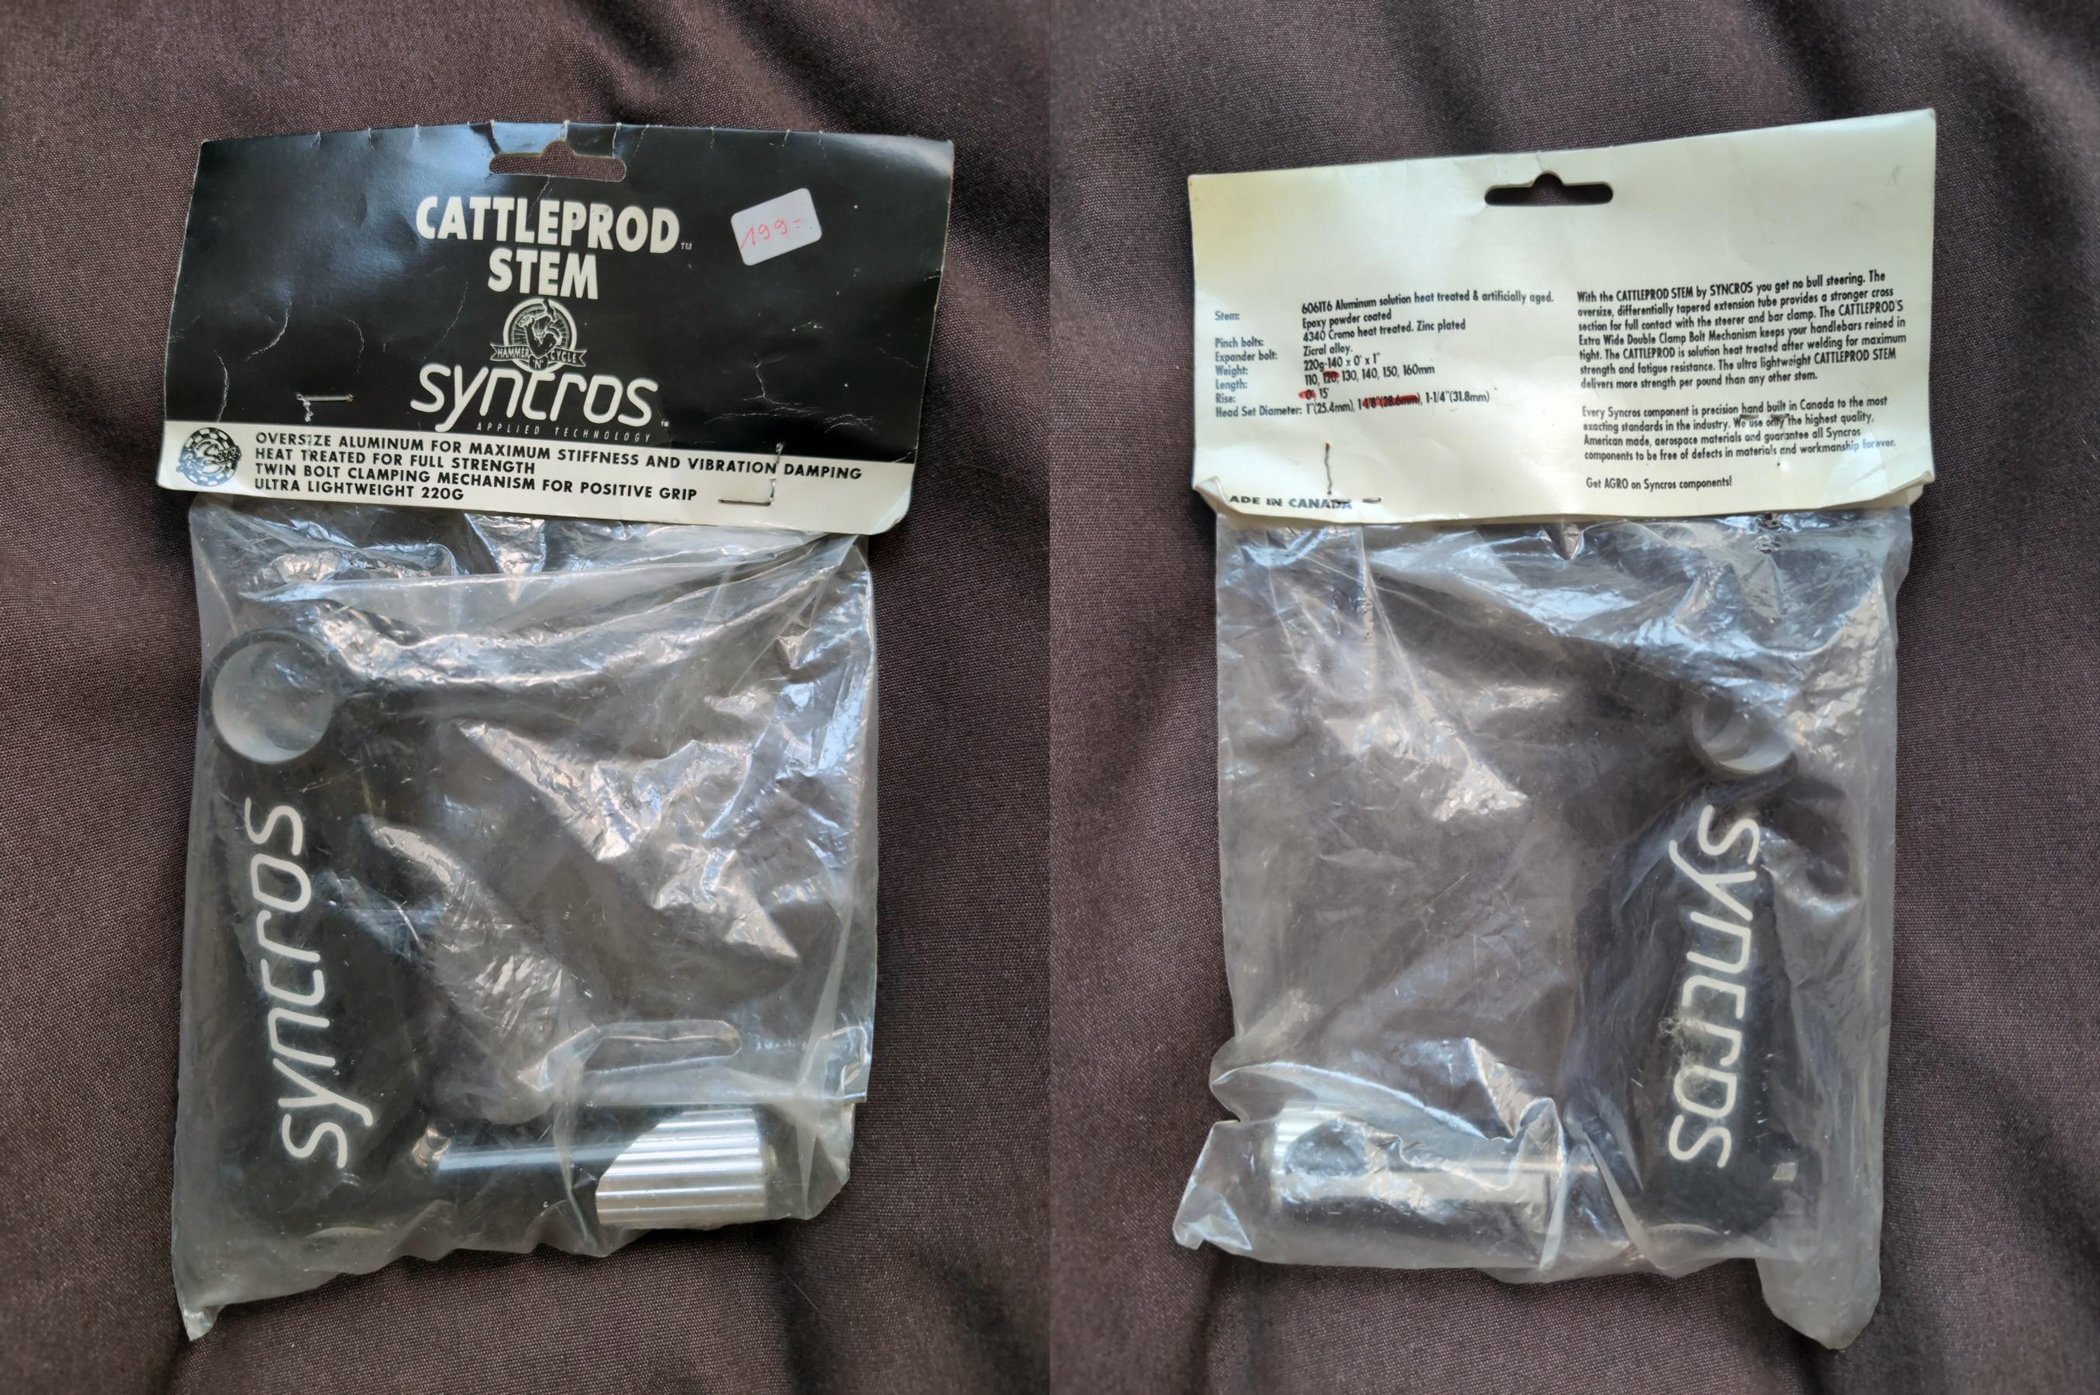 CATTLEPROD™
STEM
199=
HAMMER N' CYCLE
syncros™
APPLIED TECHNOLOGY
OVERSIZE ALUMINUM FOR MAXIMUM STIFFNESS AND VIBRATION DAMPING
HEAT TREATED FOR FULL STRENGTH
TWIN BOLT CLAMPING MECHANISM FOR POSITIVE GRIP
ULTRA LIGHTWEIGHT 220G
syncros
Stem: 6061T6 Aluminum solution heat treated & artificially aged.
Epoxy powder coated
Pinch bolts: 4340 Cromo heat treated. Zinc plated
Expander bolt: Zicral alloy.
Weight: 220g-140 x 0° x 1"
Length: 110, 120, 130, 140, 150, 160mm
Rise: 0°, 15°
Head Set Diameter: 1"(25.4mm), 1-1/8"(28.6mm), 1-1/4"(31.8mm)
With the CATTLEPROD STEM by SYNCROS you get no bull steering. The
oversize, differentially tapered extension tube provides a stronger cross
section for full contact with the steerer and bar clamp. The CATTLEPROD'S
Extra Wide Double Clamp Bolt Mechanism keeps your handlebars reined in
tight. The CATTLEPROD is solution heat treated after welding for maximum
strength and fatigue resistance. The ultra lightweight CATTLEPROD STEM
delivers more strength per pound than any other stem.
Every Syncros component is precision hand built in Canada to the most
exacting standards in the industry. We use only the highest quality,
American made, aerospace materials and guarantee all Syncros
components to be free of defects in materials and workmanship forever.
Get AGRO on Syncros components!
ADE IN CANADA
syncros